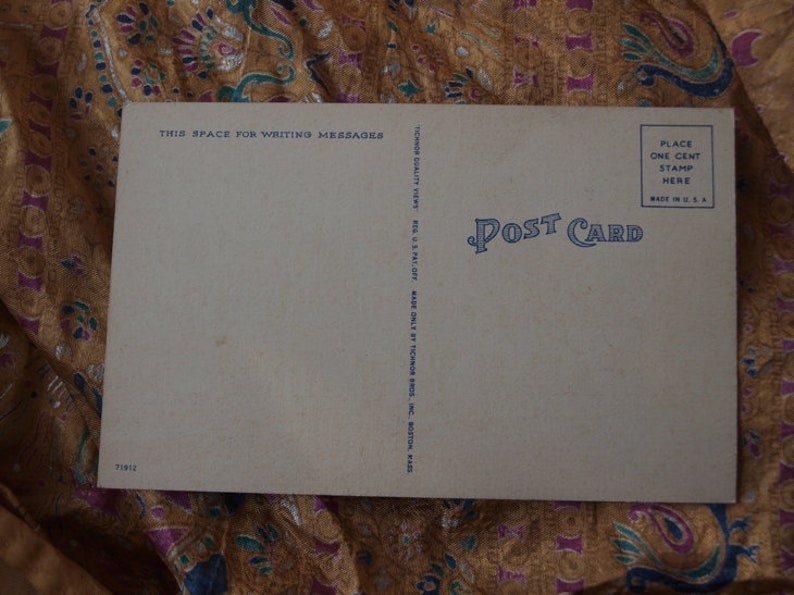 THIS SPACE FOR WRITING MESSAGES
TICHNOR QUALITY VIEWS REG. U. S. PAT. OFF. MADE ONLY BY TICHNOR BROS., INC., BOSTON, MASS.
PLACE
ONE CENT
STAMP
HERE
MADE IN U. S. A
POST CARD
71912